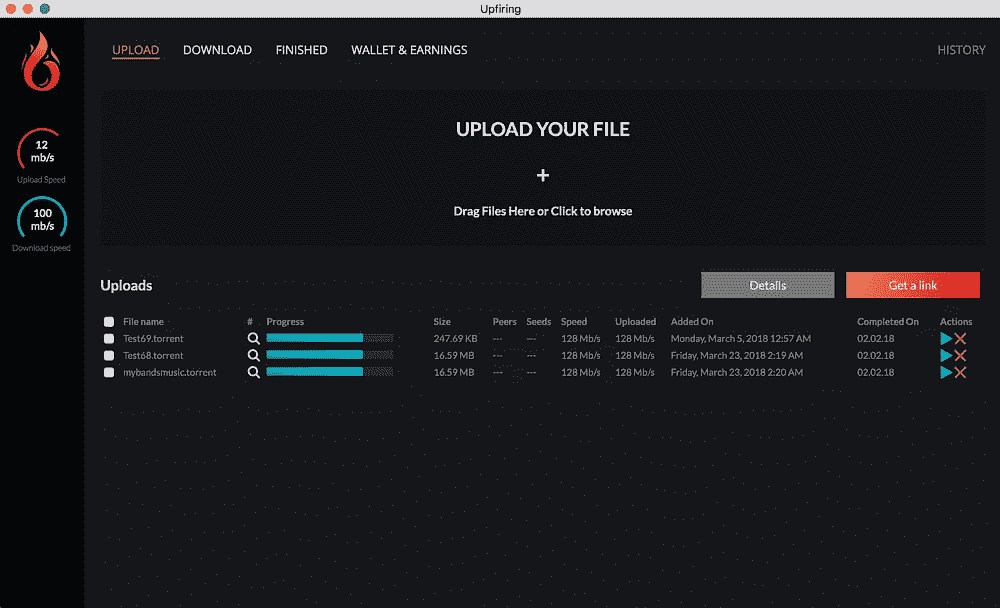 Upfiring
UPLOAD DOWNLOAD FINISHED WALLET & EARNINGS HISTORY
12
mb/s
Upload Speed
100
mb/s
Download speed
UPLOAD YOUR FILE
+
Drag Files Here or Click to browse
Uploads Details Get a link
File name # Progress Size Peers Seeds Speed Uploaded Added On Completed On Actions
Test69.torrent 247.69 KB --- --- 128 Mb/s 128 Mb/s Monday, March 5, 2018 12:57 AM 02.02.18
Test68.torrent 16.59 MB --- --- 128 Mb/s 128 Mb/s Friday, March 23, 2018 2:19 AM 02.02.18
mybandsmusic.torrent 16.59 MB --- --- 128 Mb/s 128 Mb/s Friday, March 23, 2018 2:20 AM 02.02.18